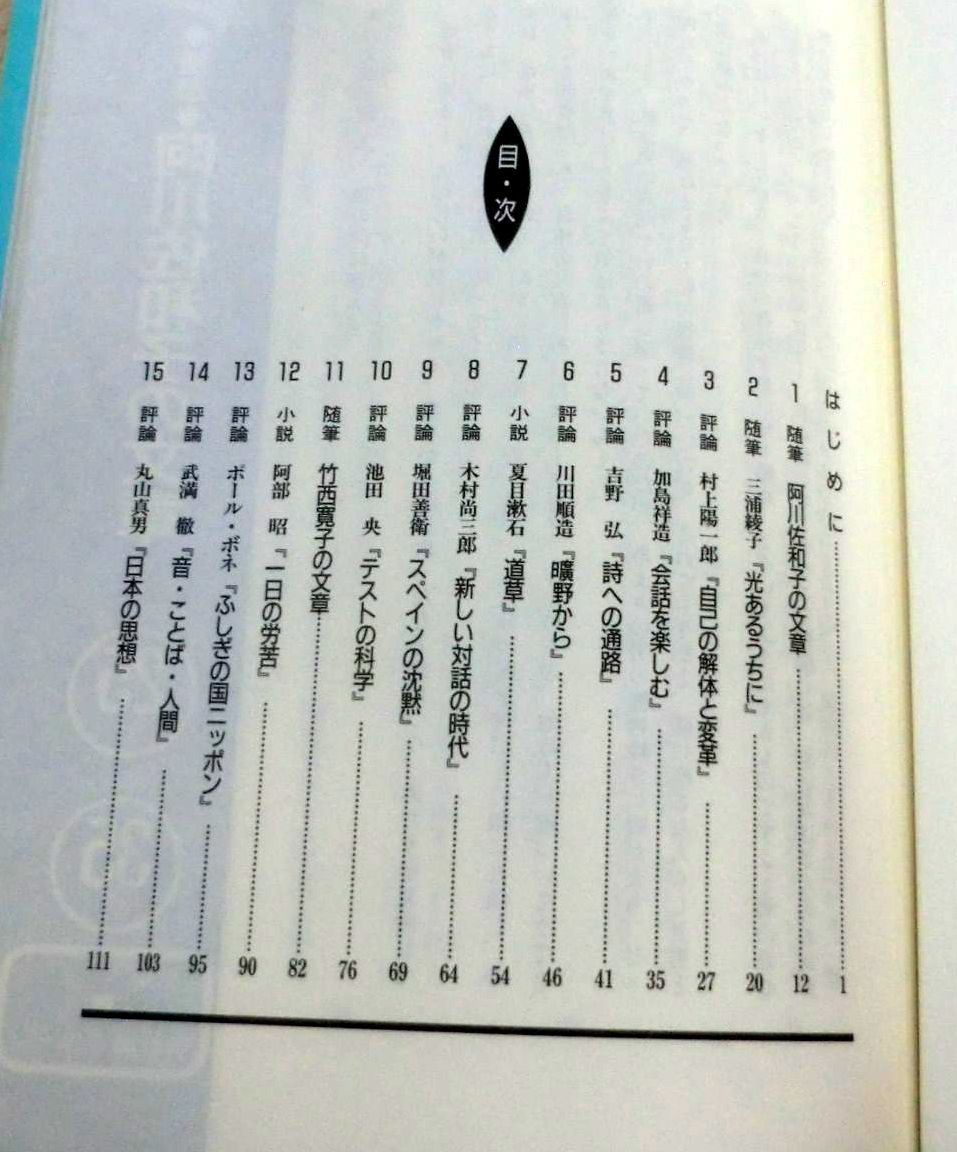 目・次
はじめに……1
1 随筆 阿川佐和子の文章……12
2 随筆 三浦綾子『光あるうちに』……20
3 評論 村上陽一郎『自己の解体と変革』……27
4 評論 加島祥造『会話を楽しむ』……35
5 評論 吉野 弘『詩への通路』……41
6 評論 川田順造『曠野から』……46
7 小説 夏目漱石『道草』……54
8 評論 木村尚三郎『新しい対話の時代』……64
9 評論 堀田善衛『スペインの沈黙』……69
10 評論 池田 央『テストの科学』……76
11 随筆 竹西寛子の文章……82
12 小説 阿部 昭『一日の労苦』……90
13 評論 ポール・ボネ『ふしぎの国ニッポン』……95
14 評論 武満 徹『音・ことば・人間』……103
15 評論 丸山真男『日本の思想』……111